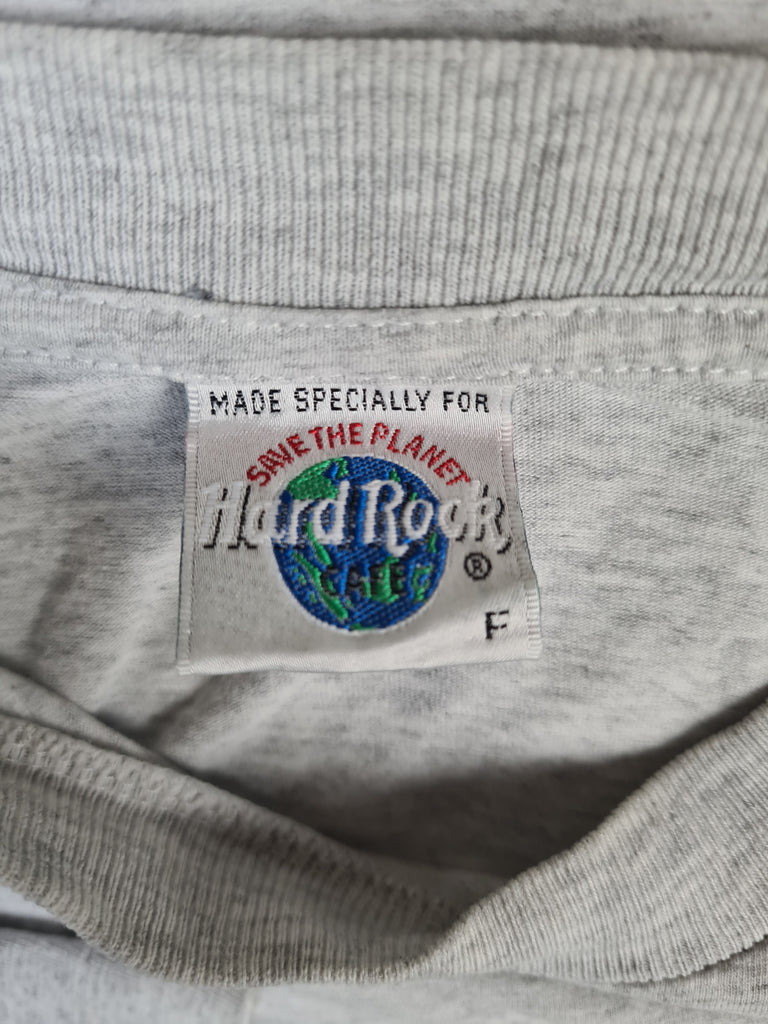 MADE SPECIALLY FOR
SAVE THE PLANET
Hard Rock
CAFE
®
F